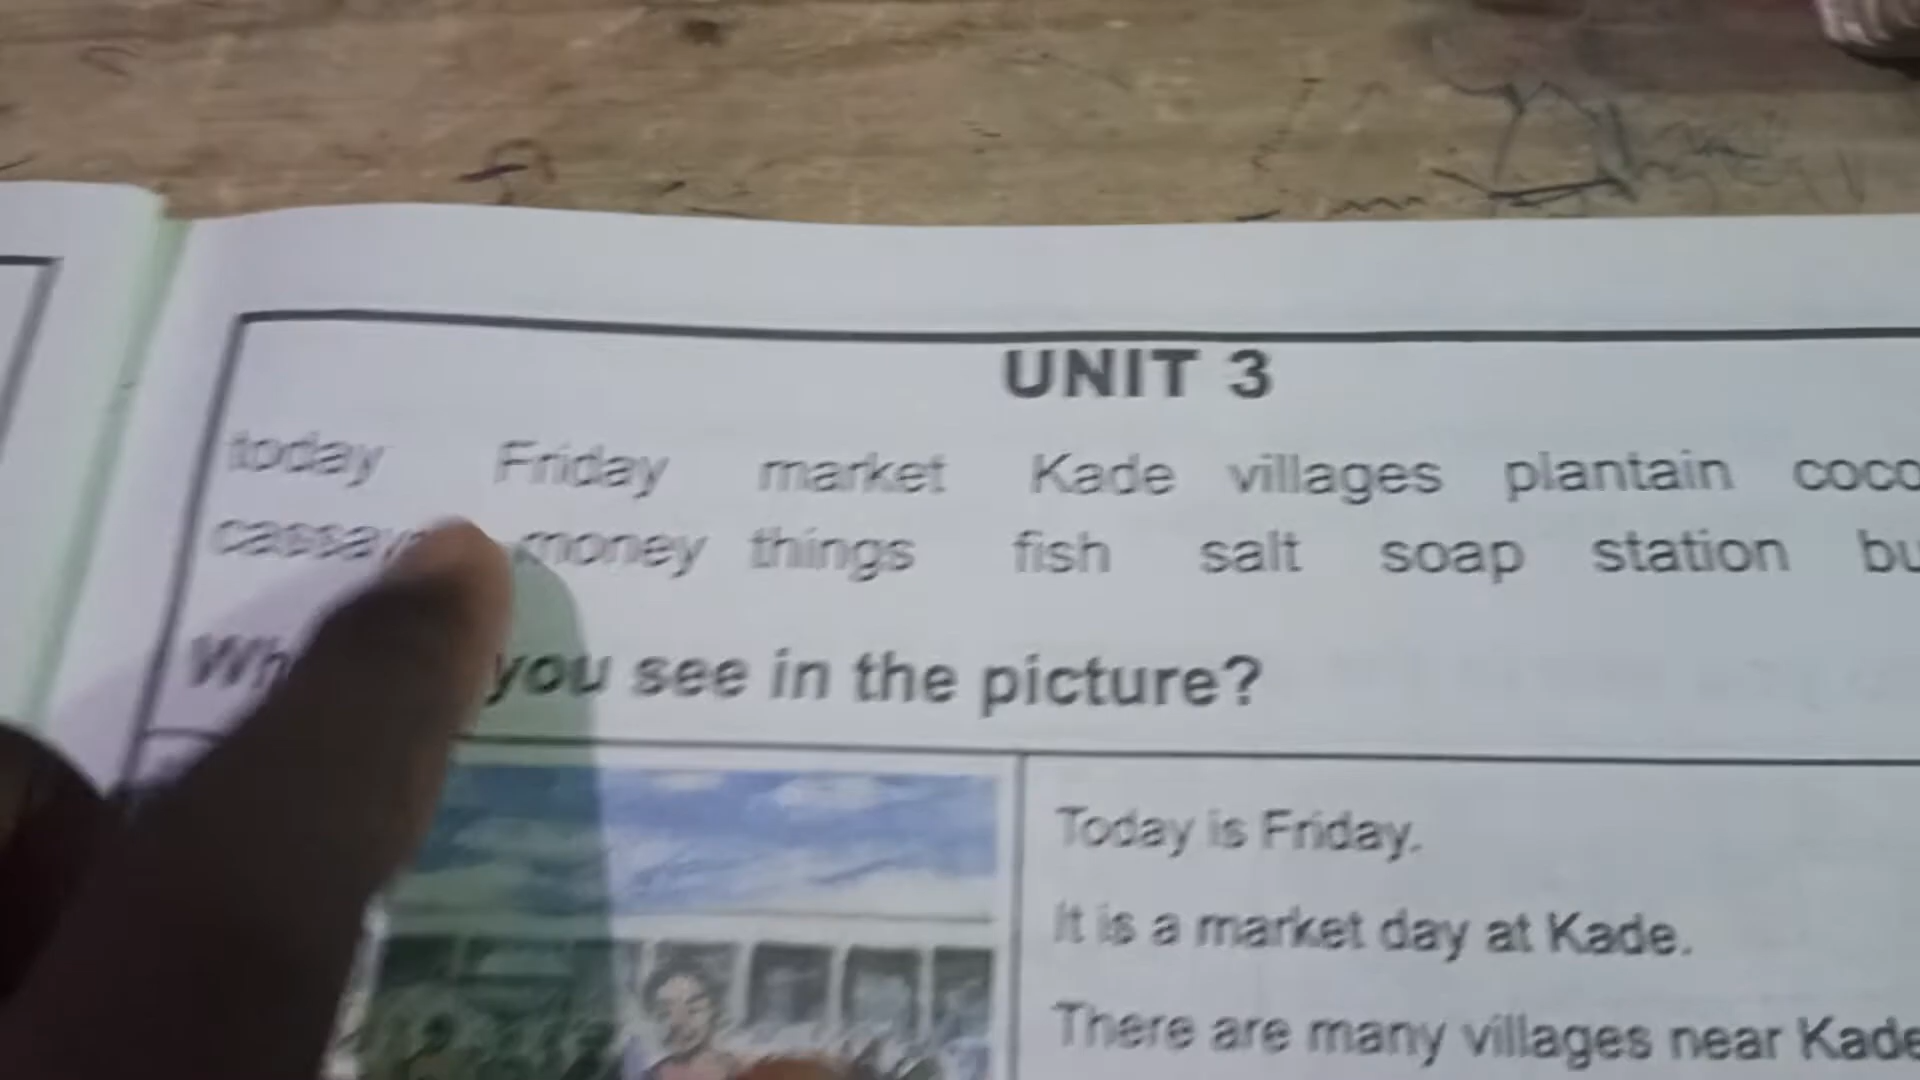 UNIT 3
today Friday market Kade villages plantain
money things fish salt soap station
you see in the picture?
Today is Friday.
It is a market day at Kade.
There are many villages near Kade